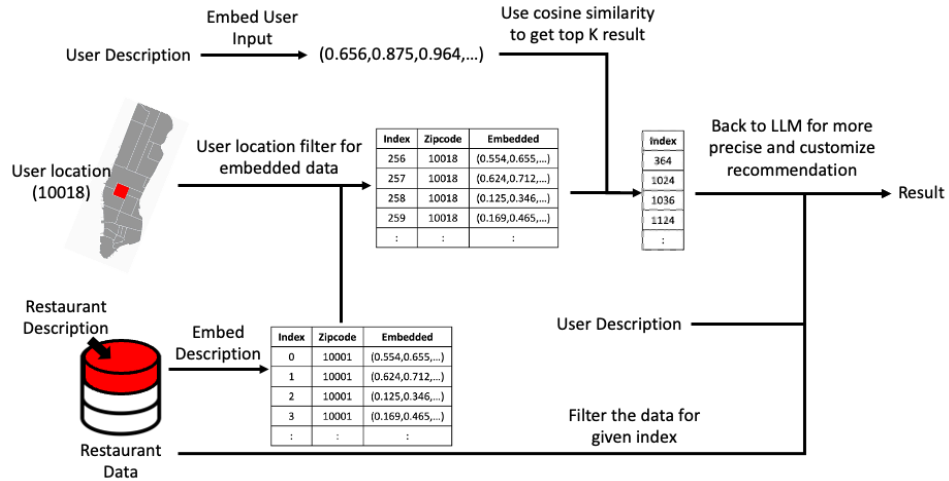 Embed User
Input
User Description
(0.656,0.875,0.964,...)
Use cosine similarity
to get top K result
User location
(10018)
User location filter for
embedded data
Index Zipcode Embedded
256 10018 (0.554,0.655,...)
257 10018 (0.624,0.712,...)
258 10018 (0.125,0.346,...)
259 10018 (0.169,0.465,...)
: : :
Index
364
1024
1036
1124
:
Back to LLM for more
precise and customize
recommendation
Result
Restaurant
Description
Embed
Description
Index Zipcode Embedded
0 10001 (0.554,0.655,...)
1 10001 (0.624,0.712,...)
2 10001 (0.125,0.346,...)
3 10001 (0.169,0.465,...)
: : :
User Description
Filter the data for
given index
Restaurant
Data